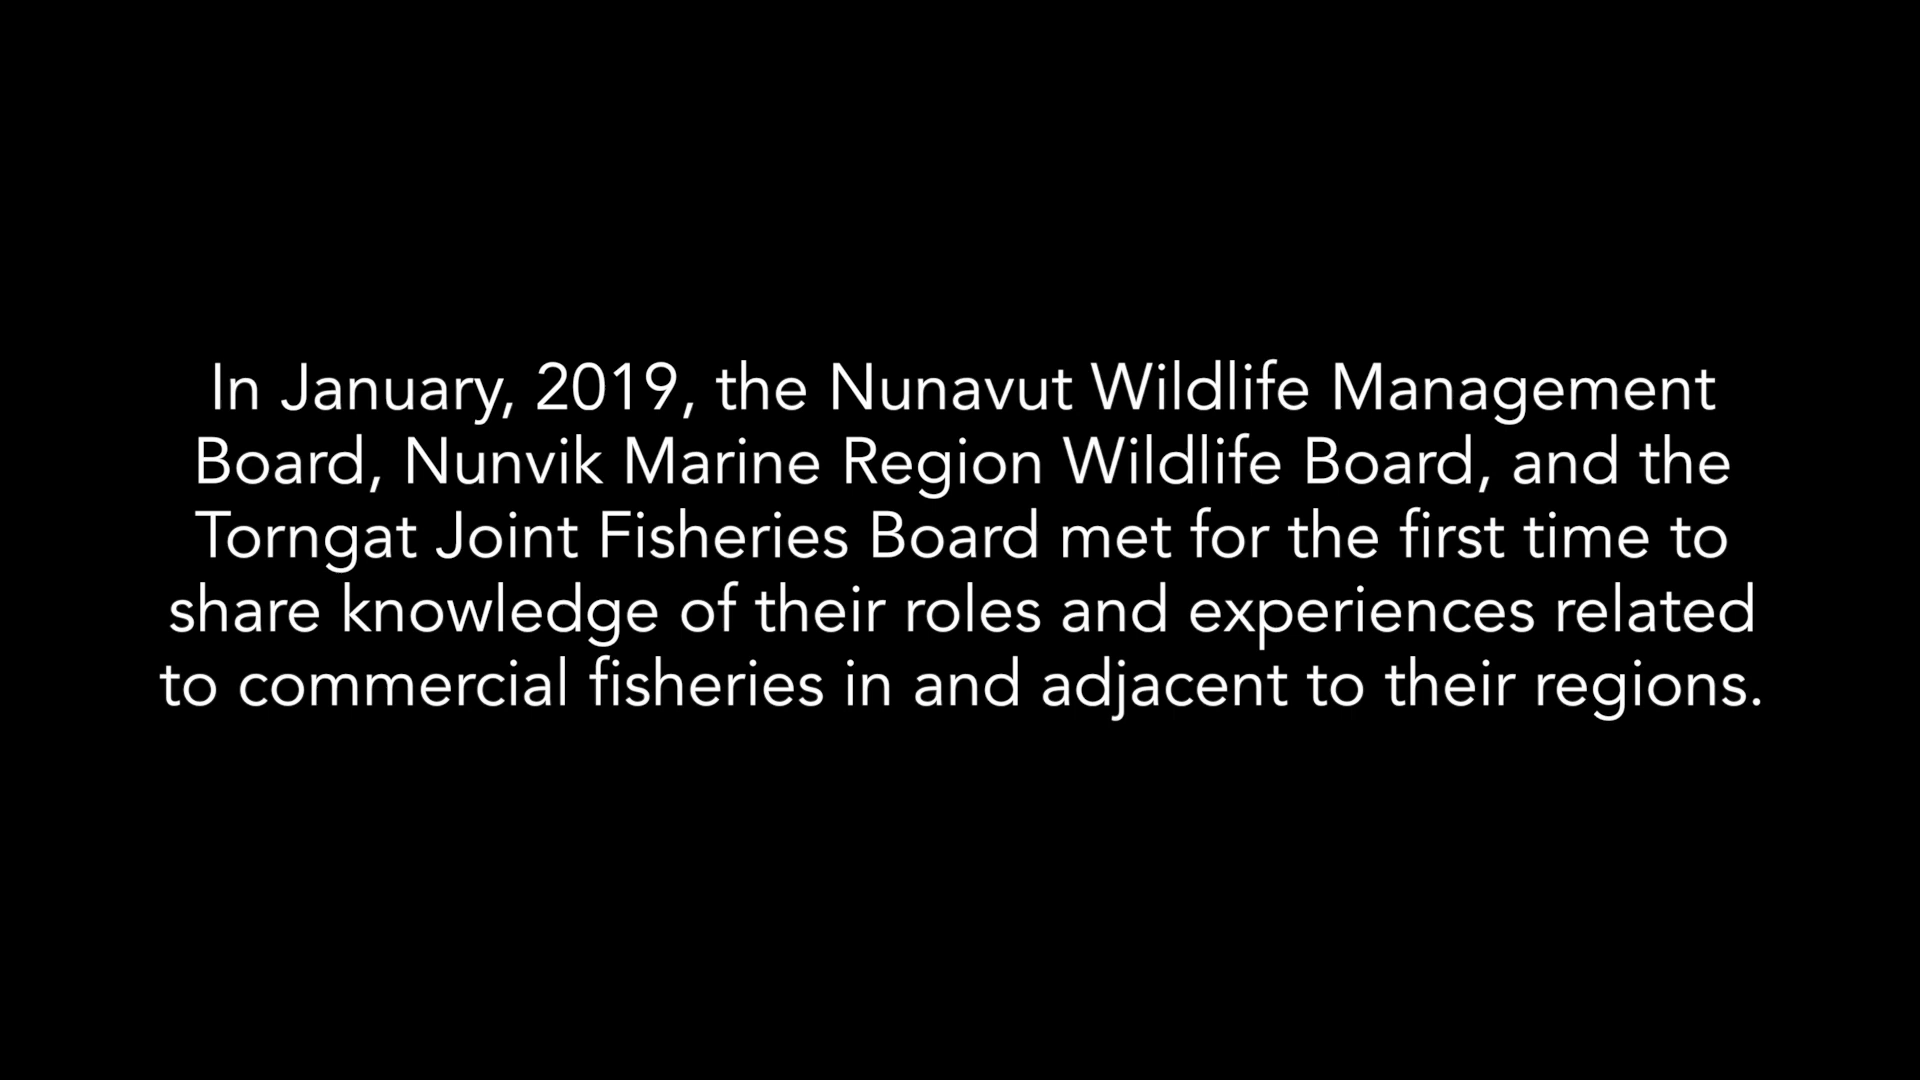 In January, 2019, the Nunavut Wildlife Management
Board, Nunvik Marine Region Wildlife Board, and the
Torngat Joint Fisheries Board met for the first time to
share knowledge of their roles and experiences related
to commercial fisheries in and adjacent to their regions.